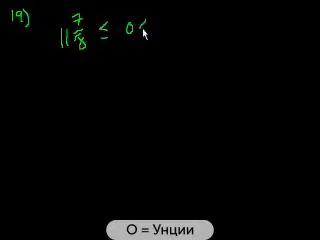 19)
11 7/8 ≤ 0 <
О = Унции